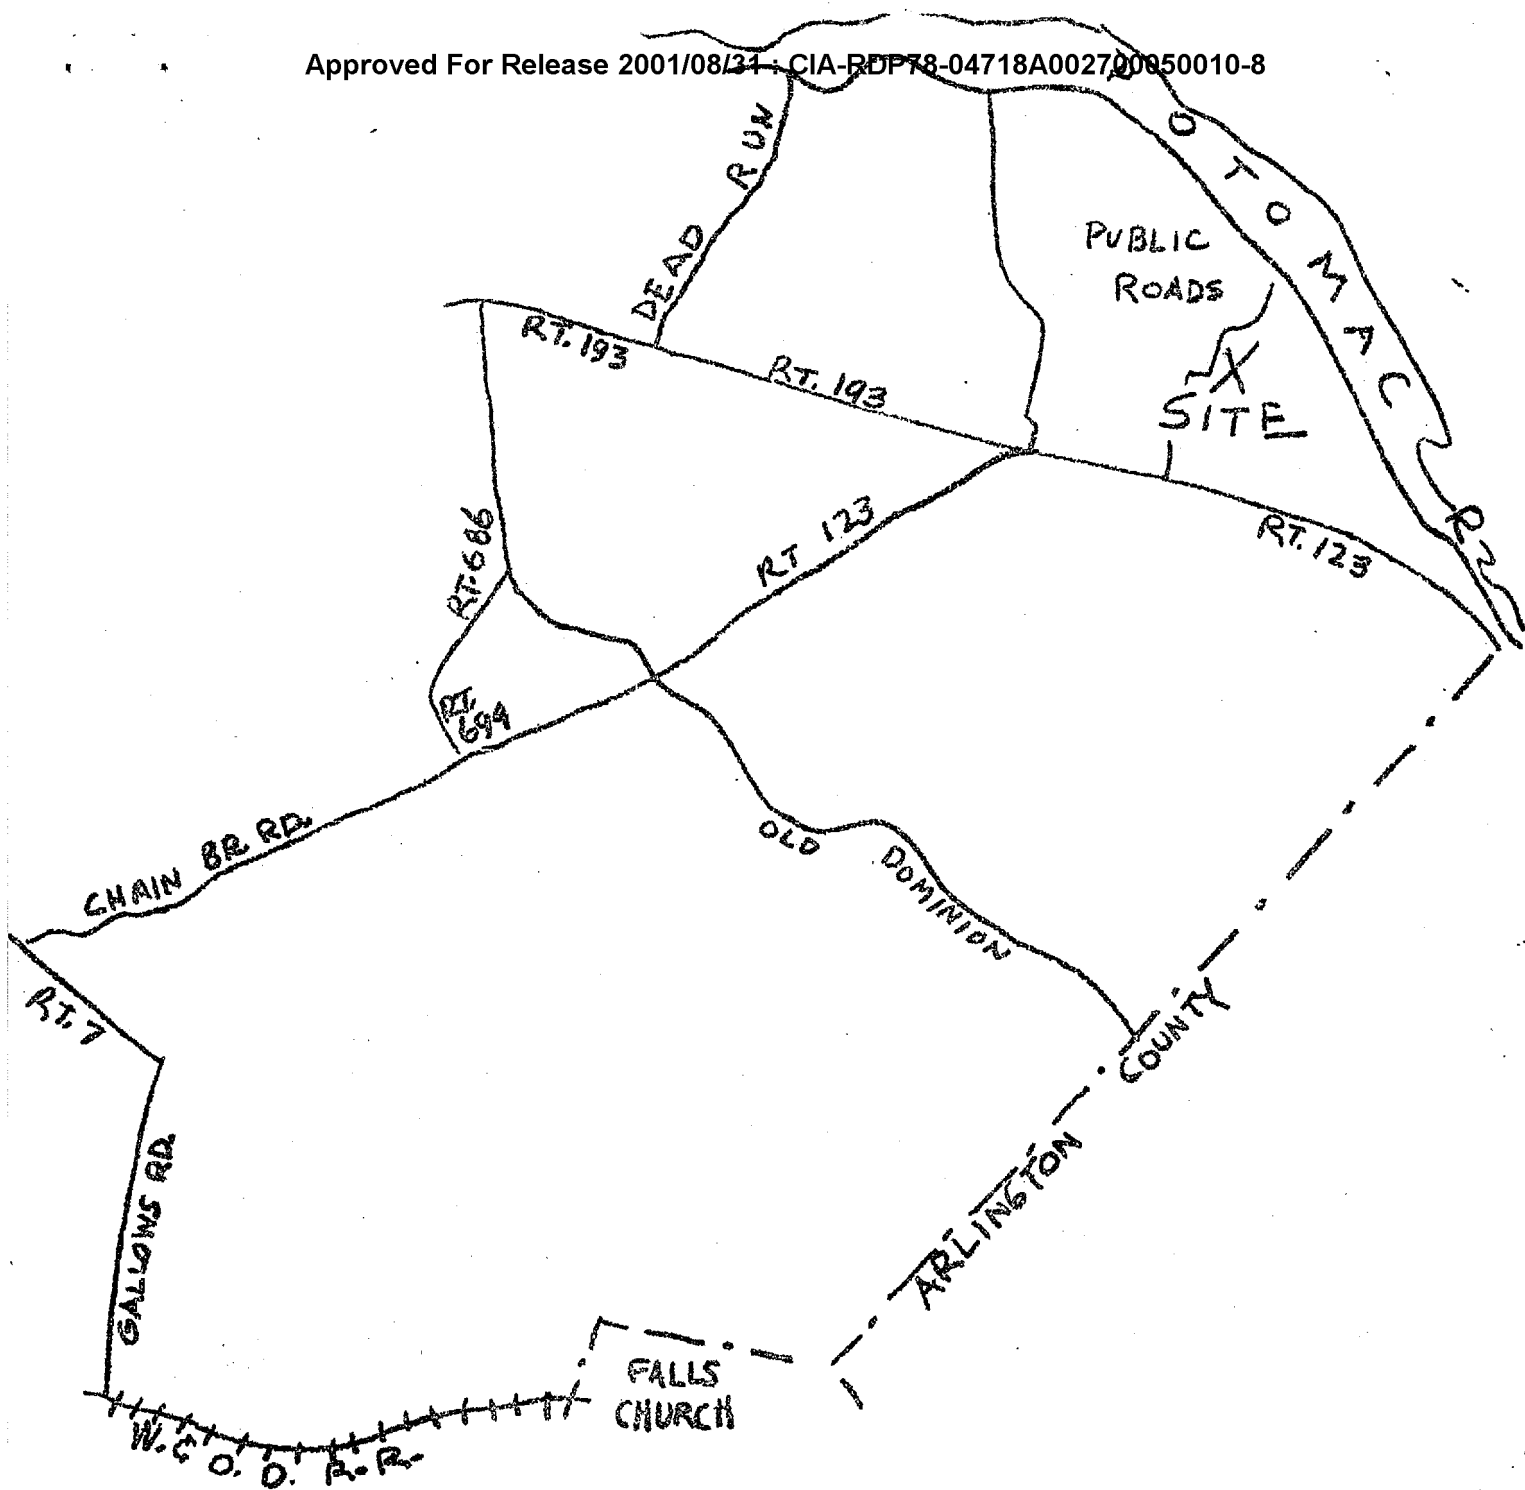 Approved For Release 2001/08/31 : CIA-RDP78-04718A002700050010-8
POTOMAC R.
DEAD RUN
PUBLIC
ROADS
RT. 193
RT. 193
X
SITE
RT. 686
RT 123
RT. 123
RT.
694
CHAIN BR. RD.
OLD DOMINION
RT. 7
COUNTY
ARLINGTON
GALLOWS RD.
FALLS
CHURCH
W. & O. D. R. R.